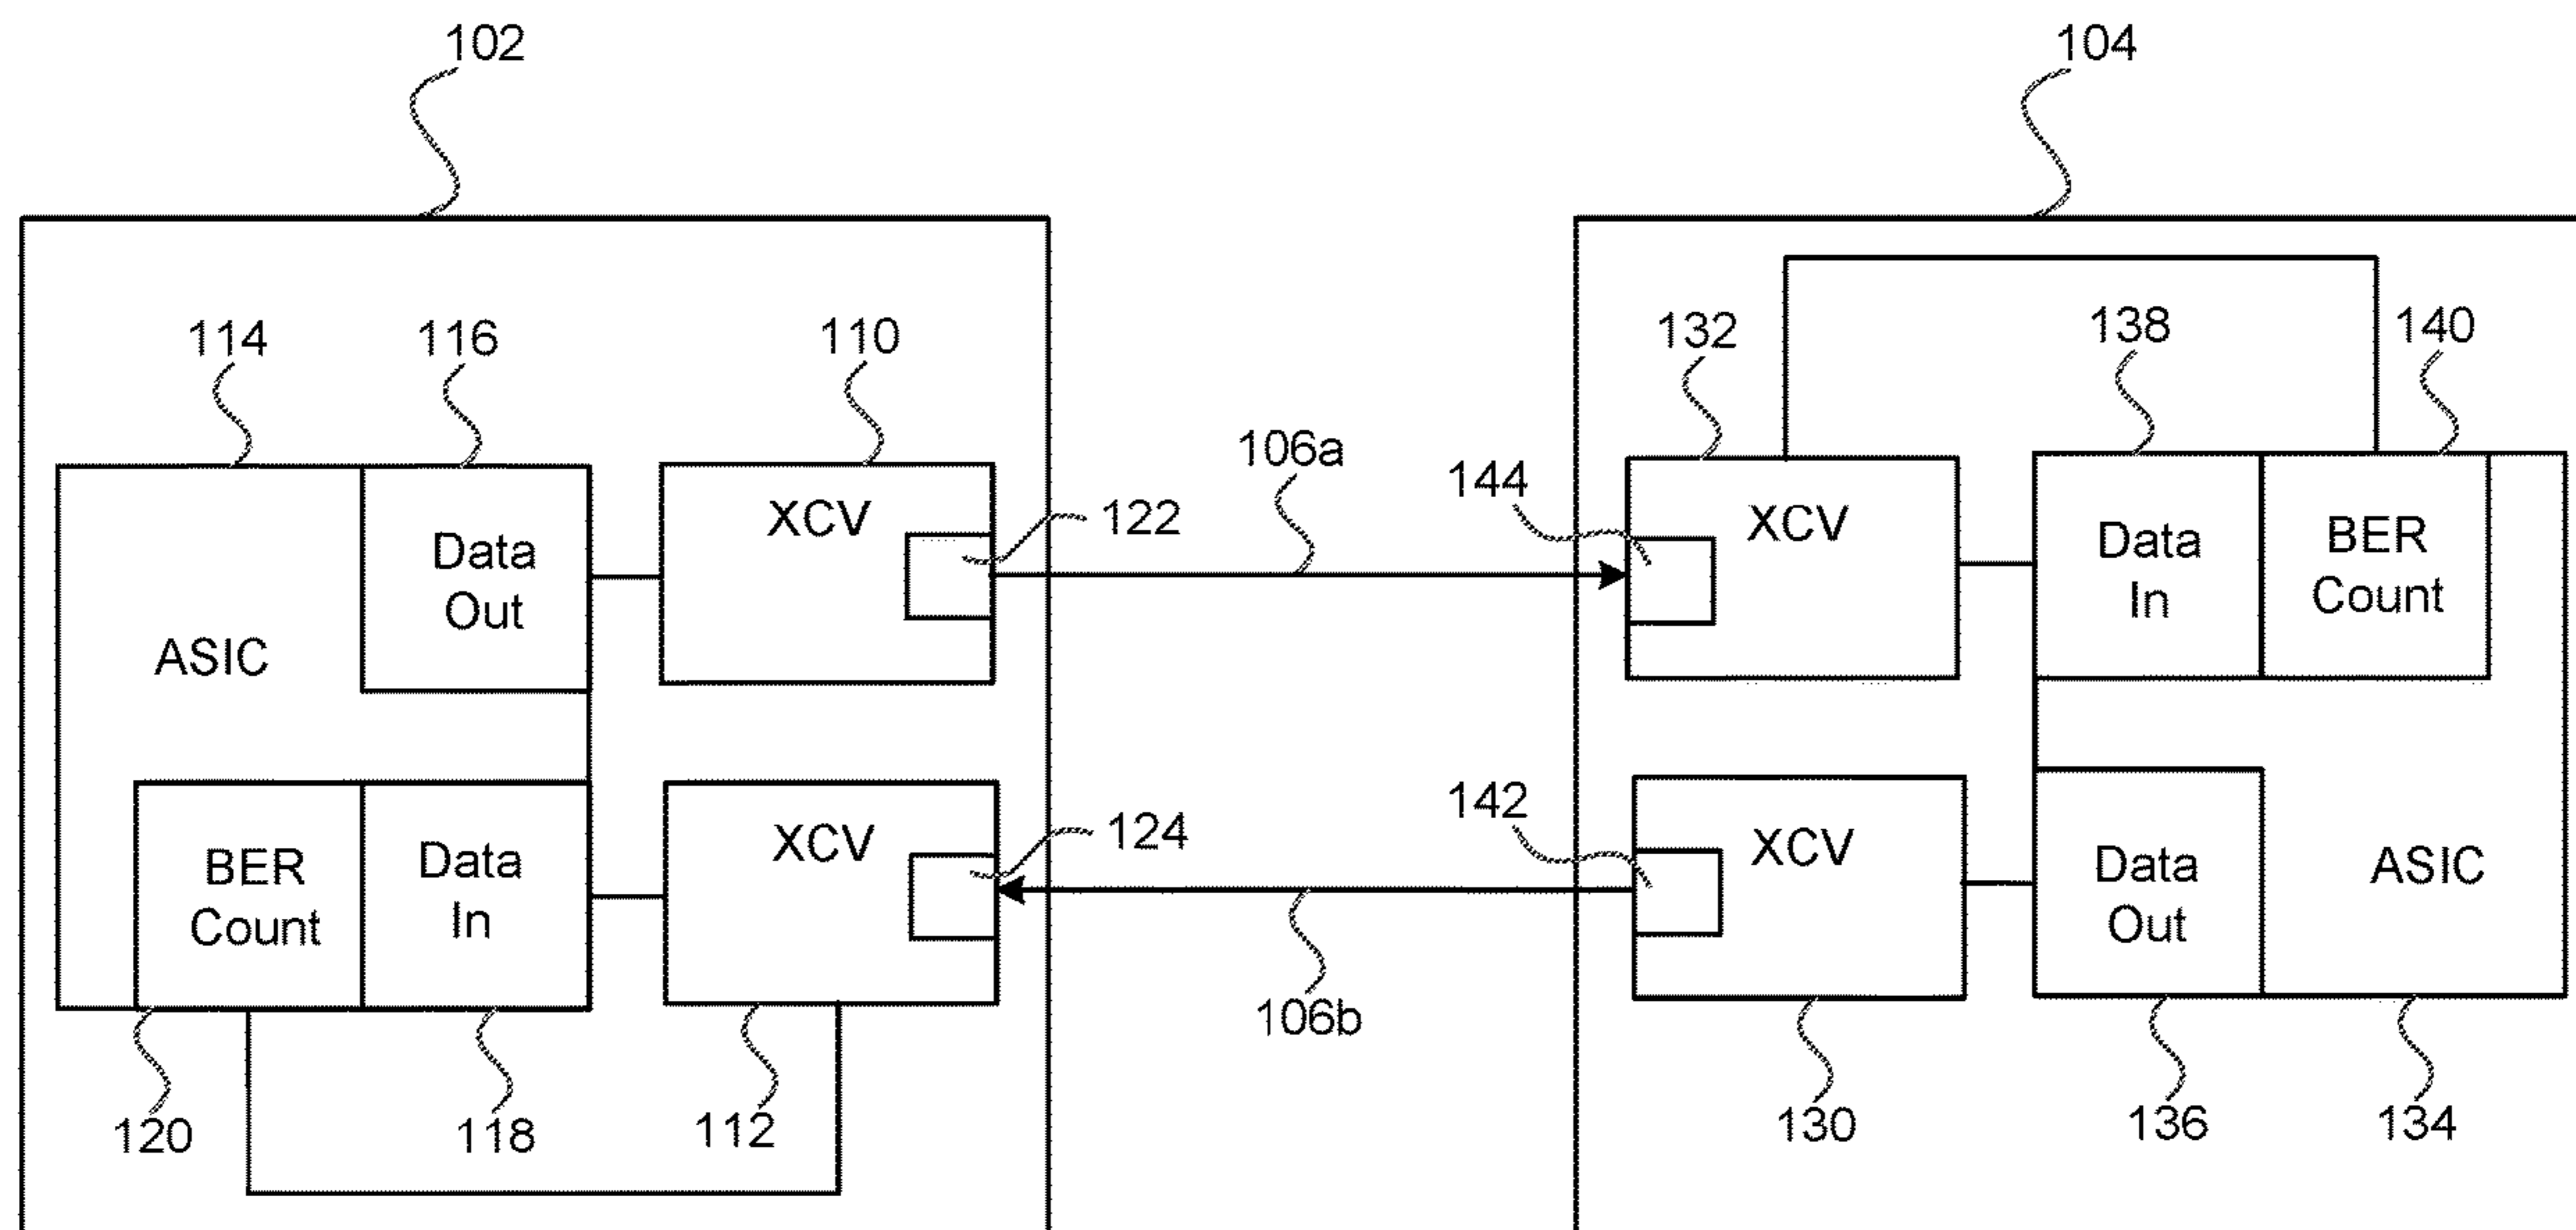 102
104
114
116
110
132
138
140
106a
144
122
XCV
XCV
Data
Out
Data
In
BER
Count
ASIC
142
124
XCV
XCV
BER
Count
Data
In
Data
Out
ASIC
106b
120
118
112
130
136
134